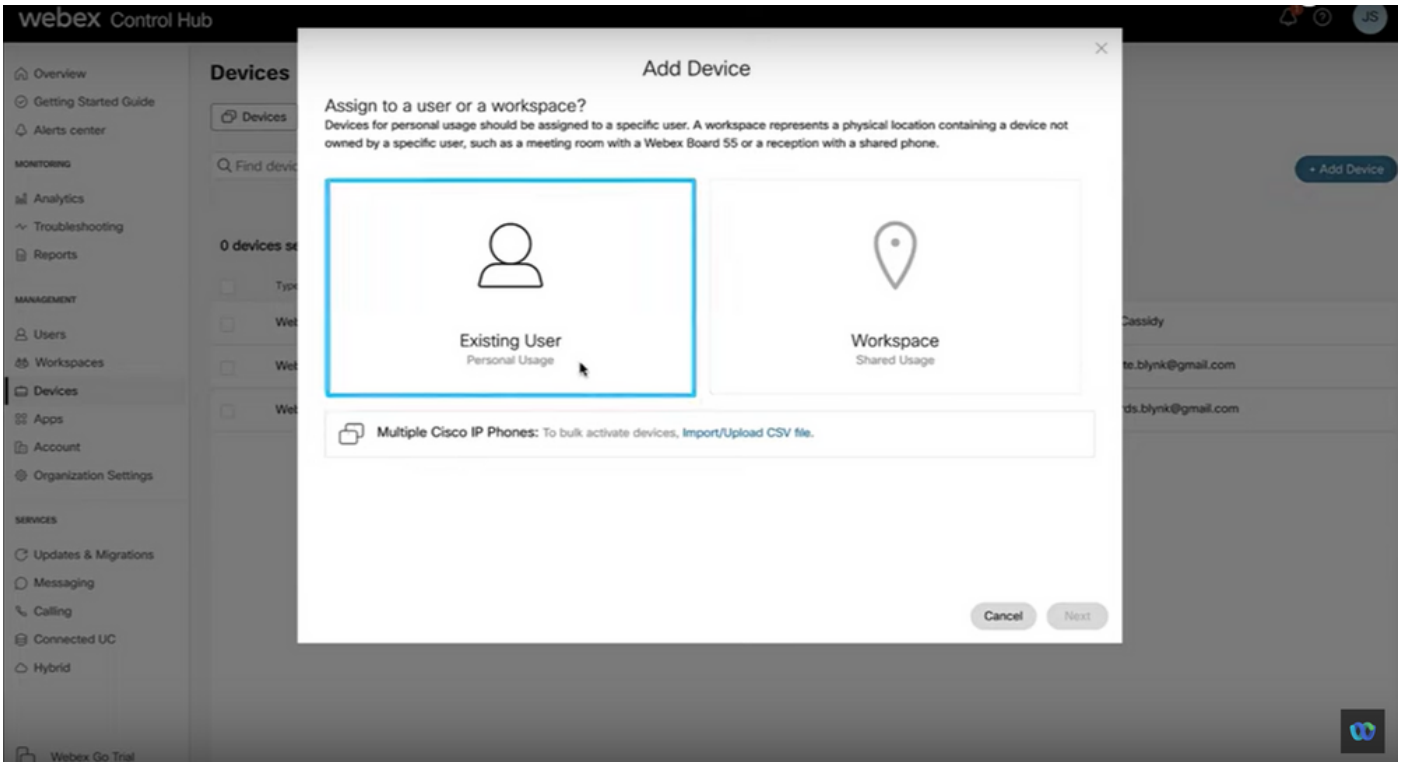 webex Control Hub
JS
Overview
Getting Started Guide
Alerts center
MONITORING
Analytics
Troubleshooting
Reports
MANAGEMENT
Users
Workspaces
Devices
Apps
Account
Organization Settings
SERVICES
Updates & Migrations
Messaging
Calling
Connected UC
Hybrid
Webex Go Trial
Devices
Devices
Find devic
+ Add Device
0 devices se
Type
Web
Cassidy
Web
te.blynk@gmail.com
Web
rds.blynk@gmail.com
Add Device
Assign to a user or a workspace?
Devices for personal usage should be assigned to a specific user. A workspace represents a physical location containing a device not
owned by a specific user, such as a meeting room with a Webex Board 55 or a reception with a shared phone.
Existing User
Personal Usage
Workspace
Shared Usage
Multiple Cisco IP Phones: To bulk activate devices, Import/Upload CSV file.
Cancel
Next